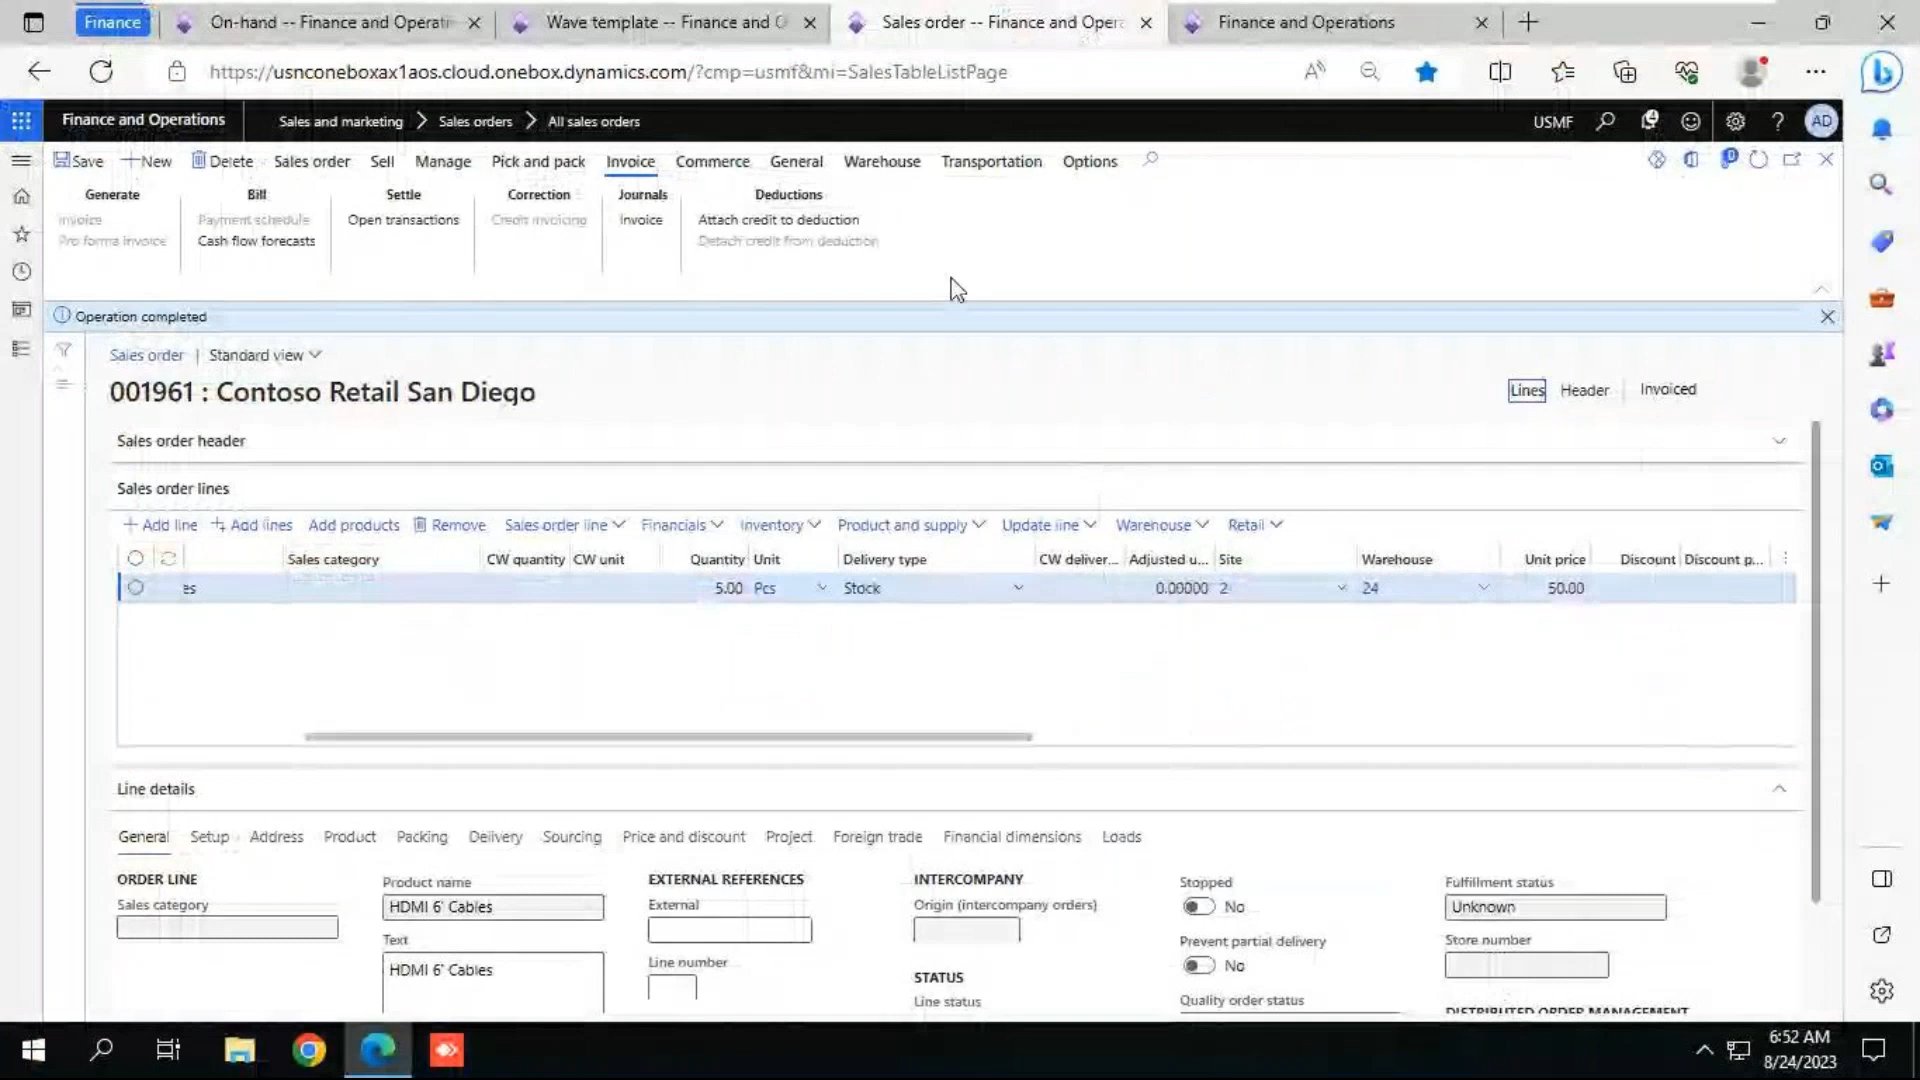 Finance
On-hand -- Finance and Operati
Wave template -- Finance and O
Sales order -- Finance and Opera
Finance and Operations
https://usnconeboxax1aos.cloud.onebox.dynamics.com/?cmp=usmf&mi=SalesTableListPage
Finance and Operations
Sales and marketing
Sales orders
All sales orders
USMF
?
AD
Save
New
Delete
Sales order
Sell
Manage
Pick and pack
Invoice
Commerce
General
Warehouse
Transportation
Options
Generate
Invoice
Pro forma invoice
Bill
Payment schedule
Cash flow forecasts
Settle
Open transactions
Correction
Credit invoicing
Journals
Invoice
Deductions
Attach credit to deduction
Detach credit from deduction
Operation completed
Sales order | Standard view
001961 : Contoso Retail San Diego
Lines
Header
Invoiced
Sales order header
Sales order lines
Add line
Add lines
Add products
Remove
Sales order line
Financials
Inventory
Product and supply
Update line
Warehouse
Retail
Sales category
CW quantity
CW unit
Quantity
Unit
Delivery type
CW deliver...
Adjusted u...
Site
Warehouse
Unit price
Discount
Discount p...
es
5.00
Pcs
Stock
0.00000
2
24
50.00
Line details
General
Setup
Address
Product
Packing
Delivery
Sourcing
Price and discount
Project
Foreign trade
Financial dimensions
Loads
ORDER LINE
Sales category
Product name
HDMI 6' Cables
Text
HDMI 6' Cables
EXTERNAL REFERENCES
External
Line number
INTERCOMPANY
Origin (intercompany orders)
STATUS
Line status
Stopped
No
Prevent partial delivery
No
Quality order status
Fulfillment status
Unknown
Store number
DISTRIBUTED ORDER MANAGEMENT
6:52 AM
8/24/2023